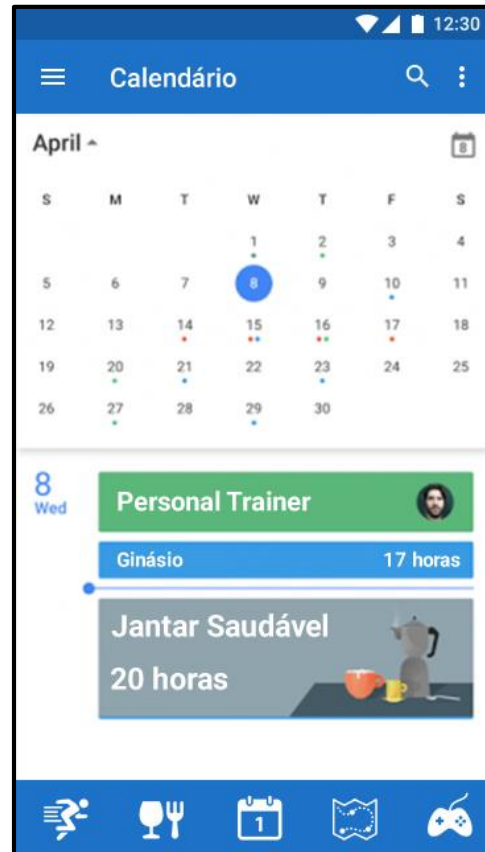 12:30
Calendário
April
8
S M T W T F S
1 2 3 4
5 6 7 8 9 10 11
12 13 14 15 16 17 18
19 20 21 22 23 24 25
26 27 28 29 30
8
Wed
Personal Trainer
Ginásio 17 horas
Jantar Saudável
20 horas
1